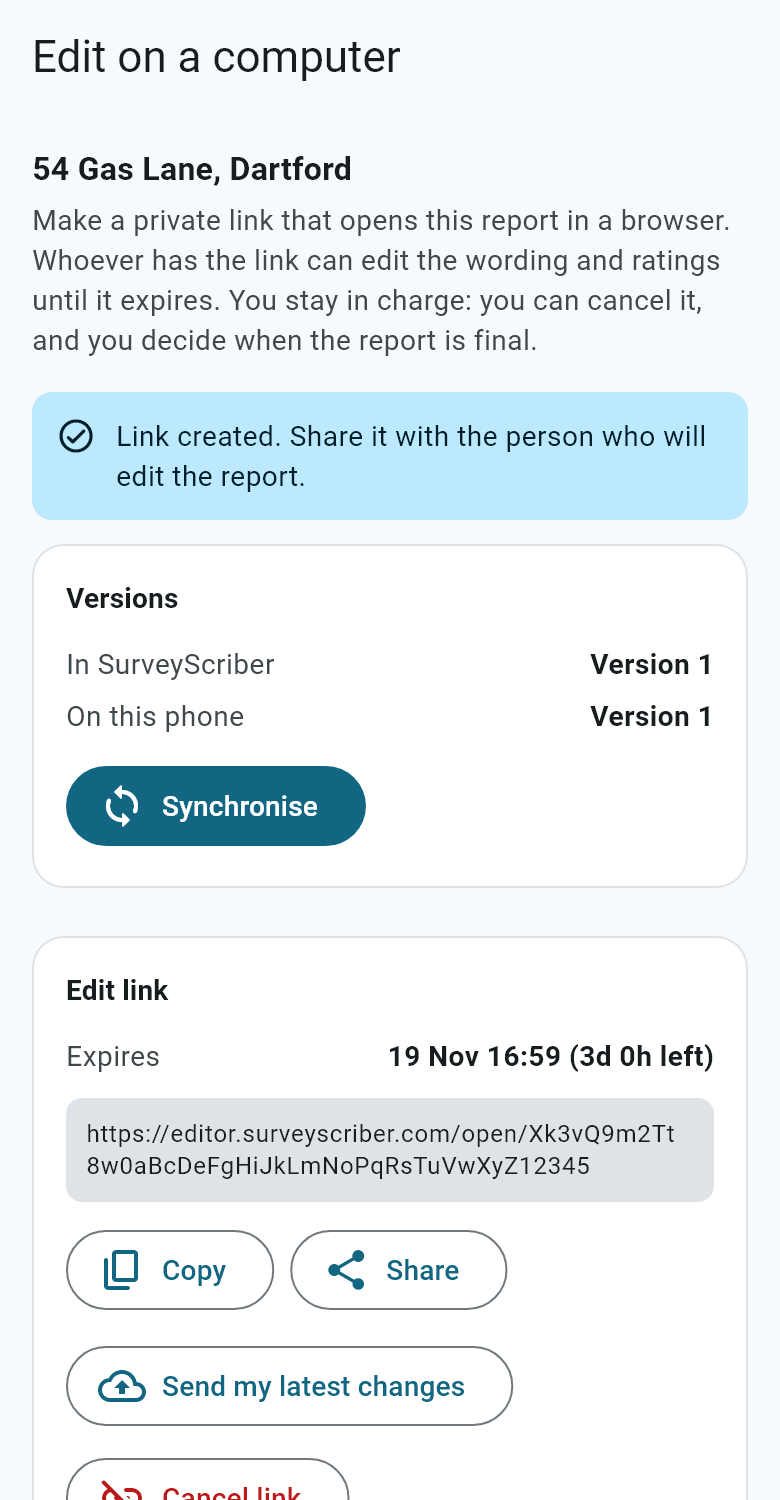 Edit on a computer
54 Gas Lane, Dartford
Make a private link that opens this report in a browser.
Whoever has the link can edit the wording and ratings
until it expires. You stay in charge: you can cancel it,
and you decide when the report is final.
Link created. Share it with the person who will
edit the report.
Versions
In SurveyScriber Version 1
On this phone Version 1
Synchronise
Edit link
Expires 19 Nov 16:59 (3d 0h left)
https://editor.surveyscriber.com/open/Xk3vQ9m2Tt
8w0aBcDeFgHiJkLmNoPqRsTuVwXyZ12345
Copy Share
Send my latest changes
Cancel link